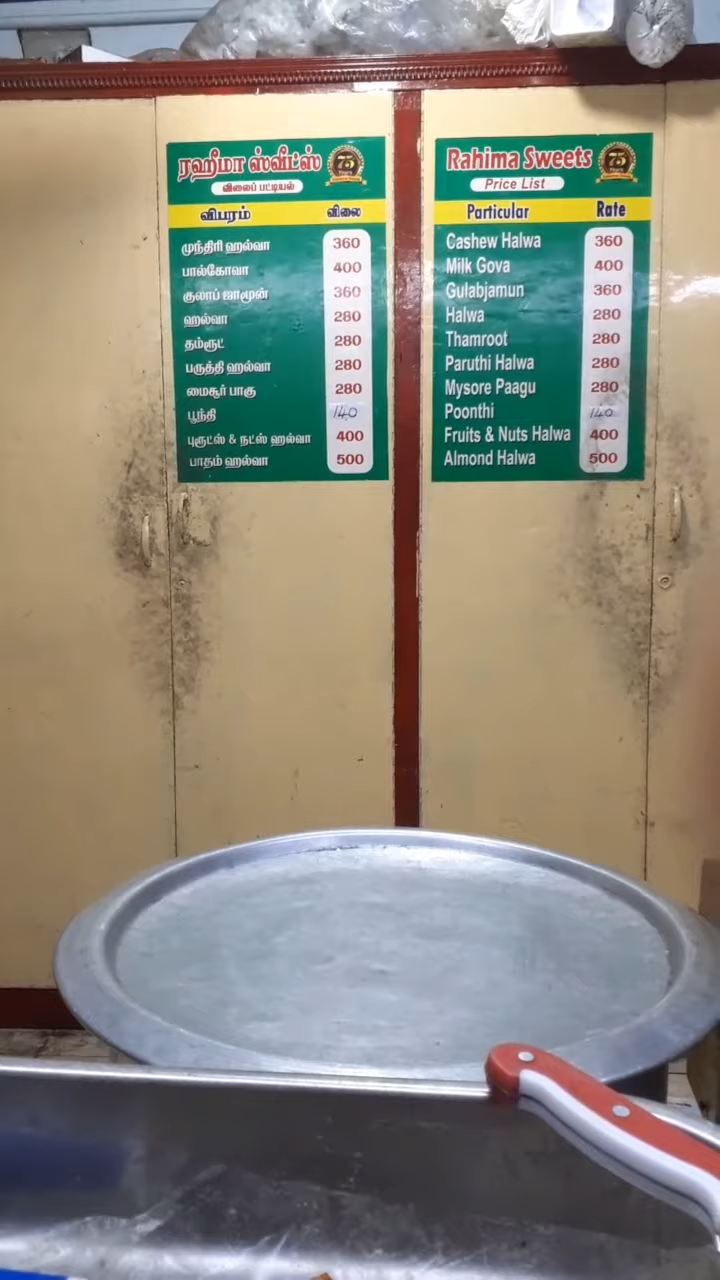 ரஹீமா ஸ்வீட்ஸ் 75
விலைப் பட்டியல்
விபரம் விலை
முந்திரி ஹல்வா 360
பால்கோவா 400
குலாப் ஜாமூன் 360
ஹல்வா 280
தம்ரூட் 280
பருத்தி ஹல்வா 280
மைசூர் பாகு 280
பூந்தி 140
புரூட்ஸ் & நட்ஸ் ஹல்வா 400
பாதம் ஹல்வா 500
Rahima Sweets 75
Price List
Particular Rate
Cashew Halwa 360
Milk Gova 400
Gulabjamun 360
Halwa 280
Thamroot 280
Paruthi Halwa 280
Mysore Paagu 280
Poonthi 140
Fruits & Nuts Halwa 400
Almond Halwa 500